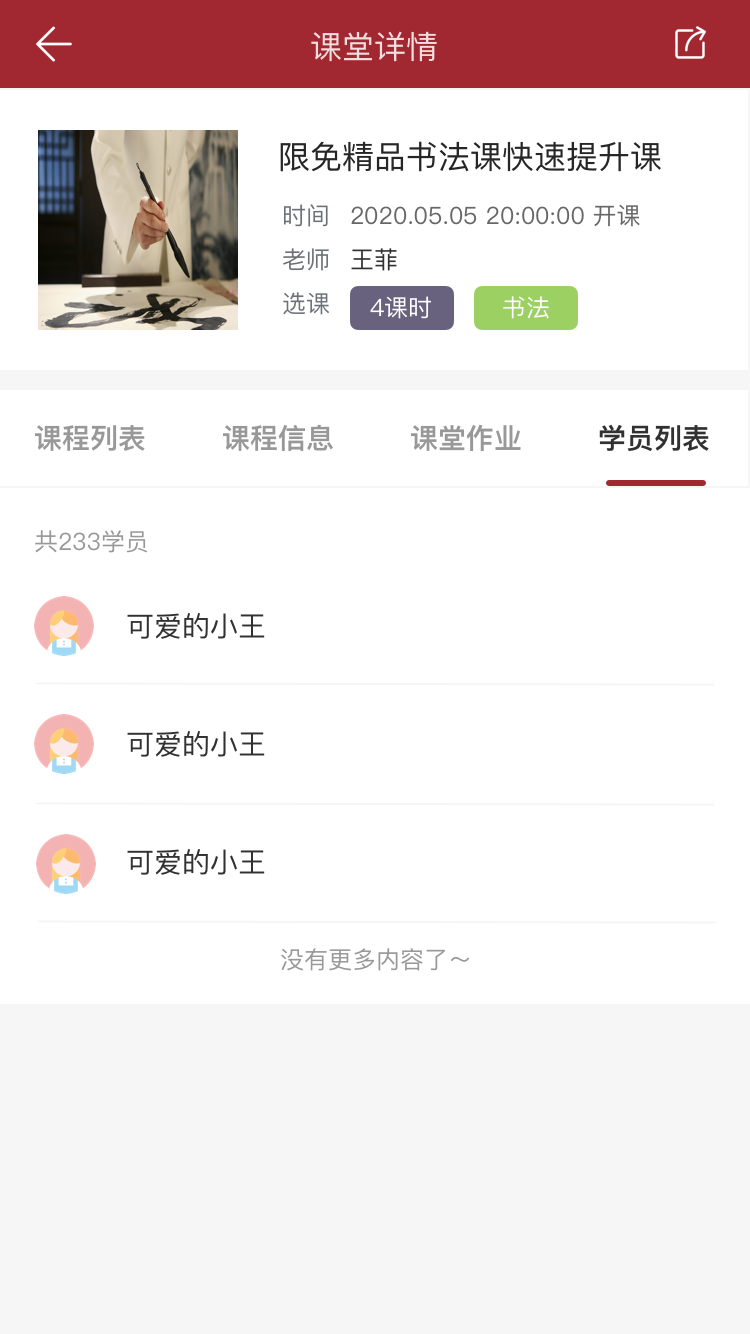 课堂详情
限免精品书法课快速提升课
时间 2020.05.05 20:00:00 开课
老师 王菲
选课 4课时 书法
课程列表 课程信息 课堂作业 学员列表
共233学员
可爱的小王
可爱的小王
可爱的小王
没有更多内容了～